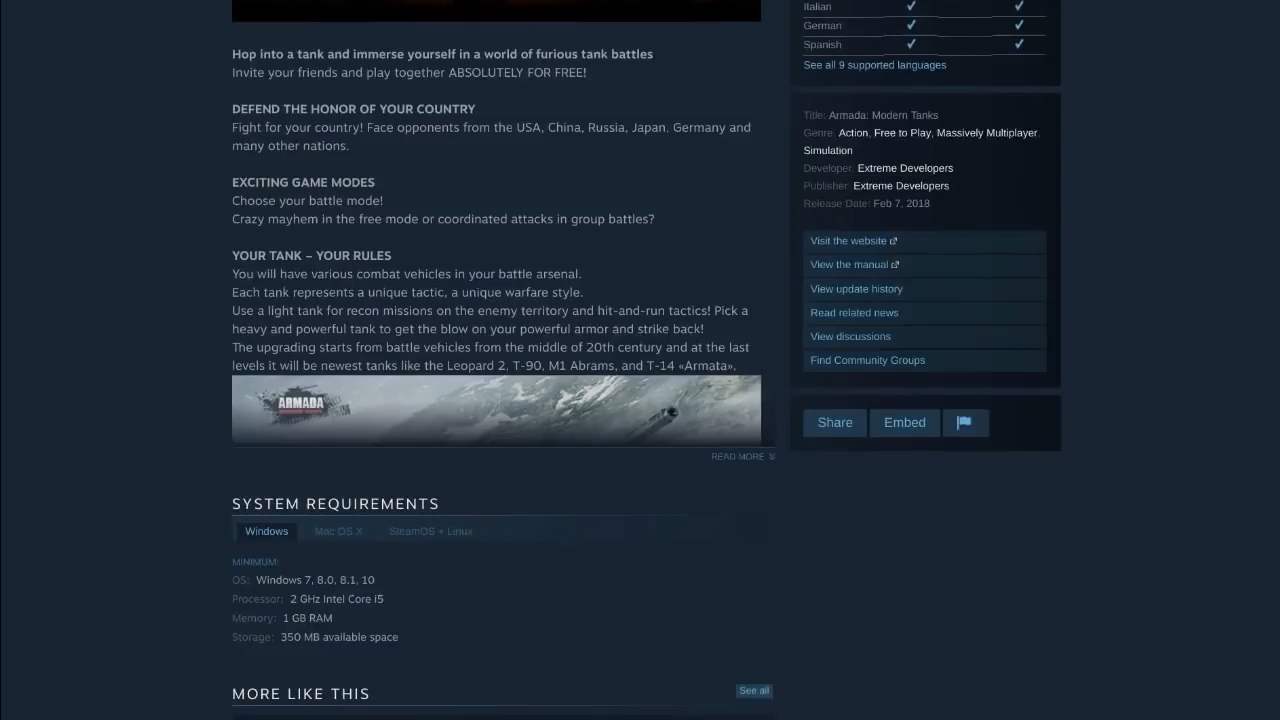 Hop into a tank and immerse yourself in a world of furious tank battles
Invite your friends and play together ABSOLUTELY FOR FREE!
DEFEND THE HONOR OF YOUR COUNTRY
Fight for your country! Face opponents from the USA, China, Russia, Japan, Germany and
many other nations.
EXCITING GAME MODES
Choose your battle mode!
Crazy mayhem in the free mode or coordinated attacks in group battles?
YOUR TANK – YOUR RULES
You will have various combat vehicles in your battle arsenal.
Each tank represents a unique tactic, a unique warfare style.
Use a light tank for recon missions on the enemy territory and hit-and-run tactics! Pick a
heavy and powerful tank to get the blow on your powerful armor and strike back!
The upgrading starts from battle vehicles from the middle of 20th century and at the last
levels it will be newest tanks like the Leopard 2, T-90, M1 Abrams, and T-14 «Armata».
ARMADA
READ MORE
SYSTEM REQUIREMENTS
Windows Mac OS X SteamOS + Linux
MINIMUM:
OS: Windows 7, 8.0, 8.1, 10
Processor: 2 GHz Intel Core i5
Memory: 1 GB RAM
Storage: 350 MB available space
MORE LIKE THIS
See all
Italian
German
Spanish
See all 9 supported languages
Title: Armada: Modern Tanks
Genre: Action, Free to Play, Massively Multiplayer,
Simulation
Developer: Extreme Developers
Publisher: Extreme Developers
Release Date: Feb 7, 2018
Visit the website
View the manual
View update history
Read related news
View discussions
Find Community Groups
Share Embed